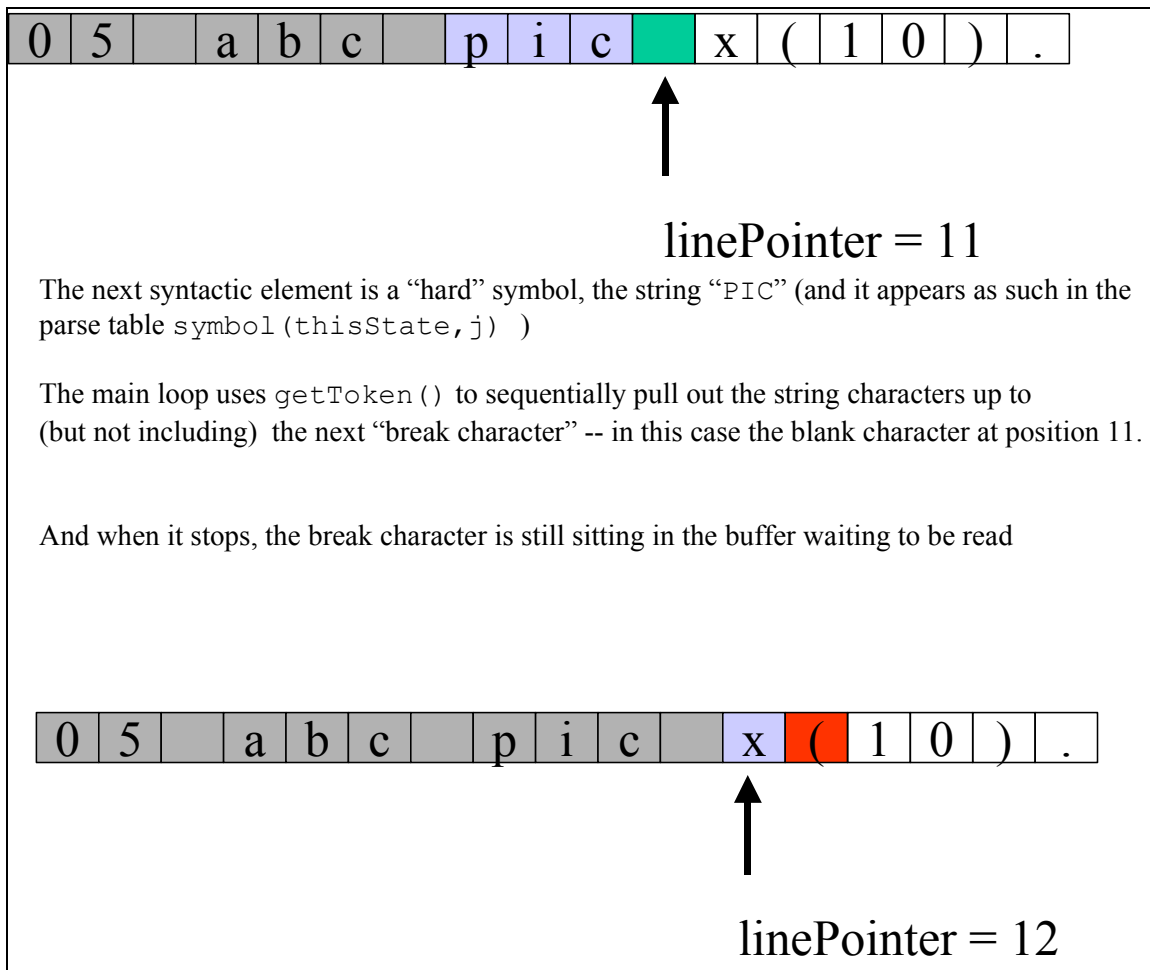 0 5 a b c p i c x ( 1 0 ) .
linePointer = 11
The next syntactic element is a “hard” symbol, the string “PIC” (and it appears as such in the
parse table symbol(thisState,j) )
The main loop uses getToken() to sequentially pull out the string characters up to
(but not including) the next “break character” -- in this case the blank character at position 11.
And when it stops, the break character is still sitting in the buffer waiting to be read
0 5 a b c p i c x ( 1 0 ) .
linePointer = 12